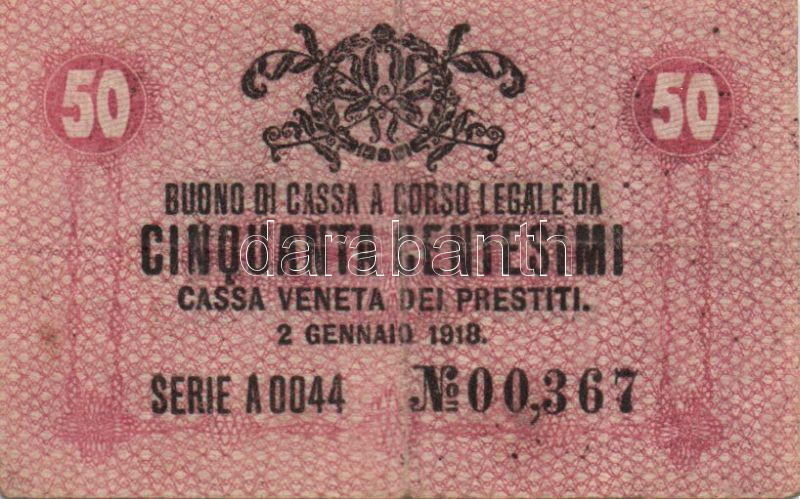 50 50
BUONO DI CASSA A CORSO LEGALE DA
CINQUANTA CENTESIMI
darabanth
CASSA VENETA DEI PRESTITI.
2 GENNAIO 1918.
SERIE A0044 No 00,367